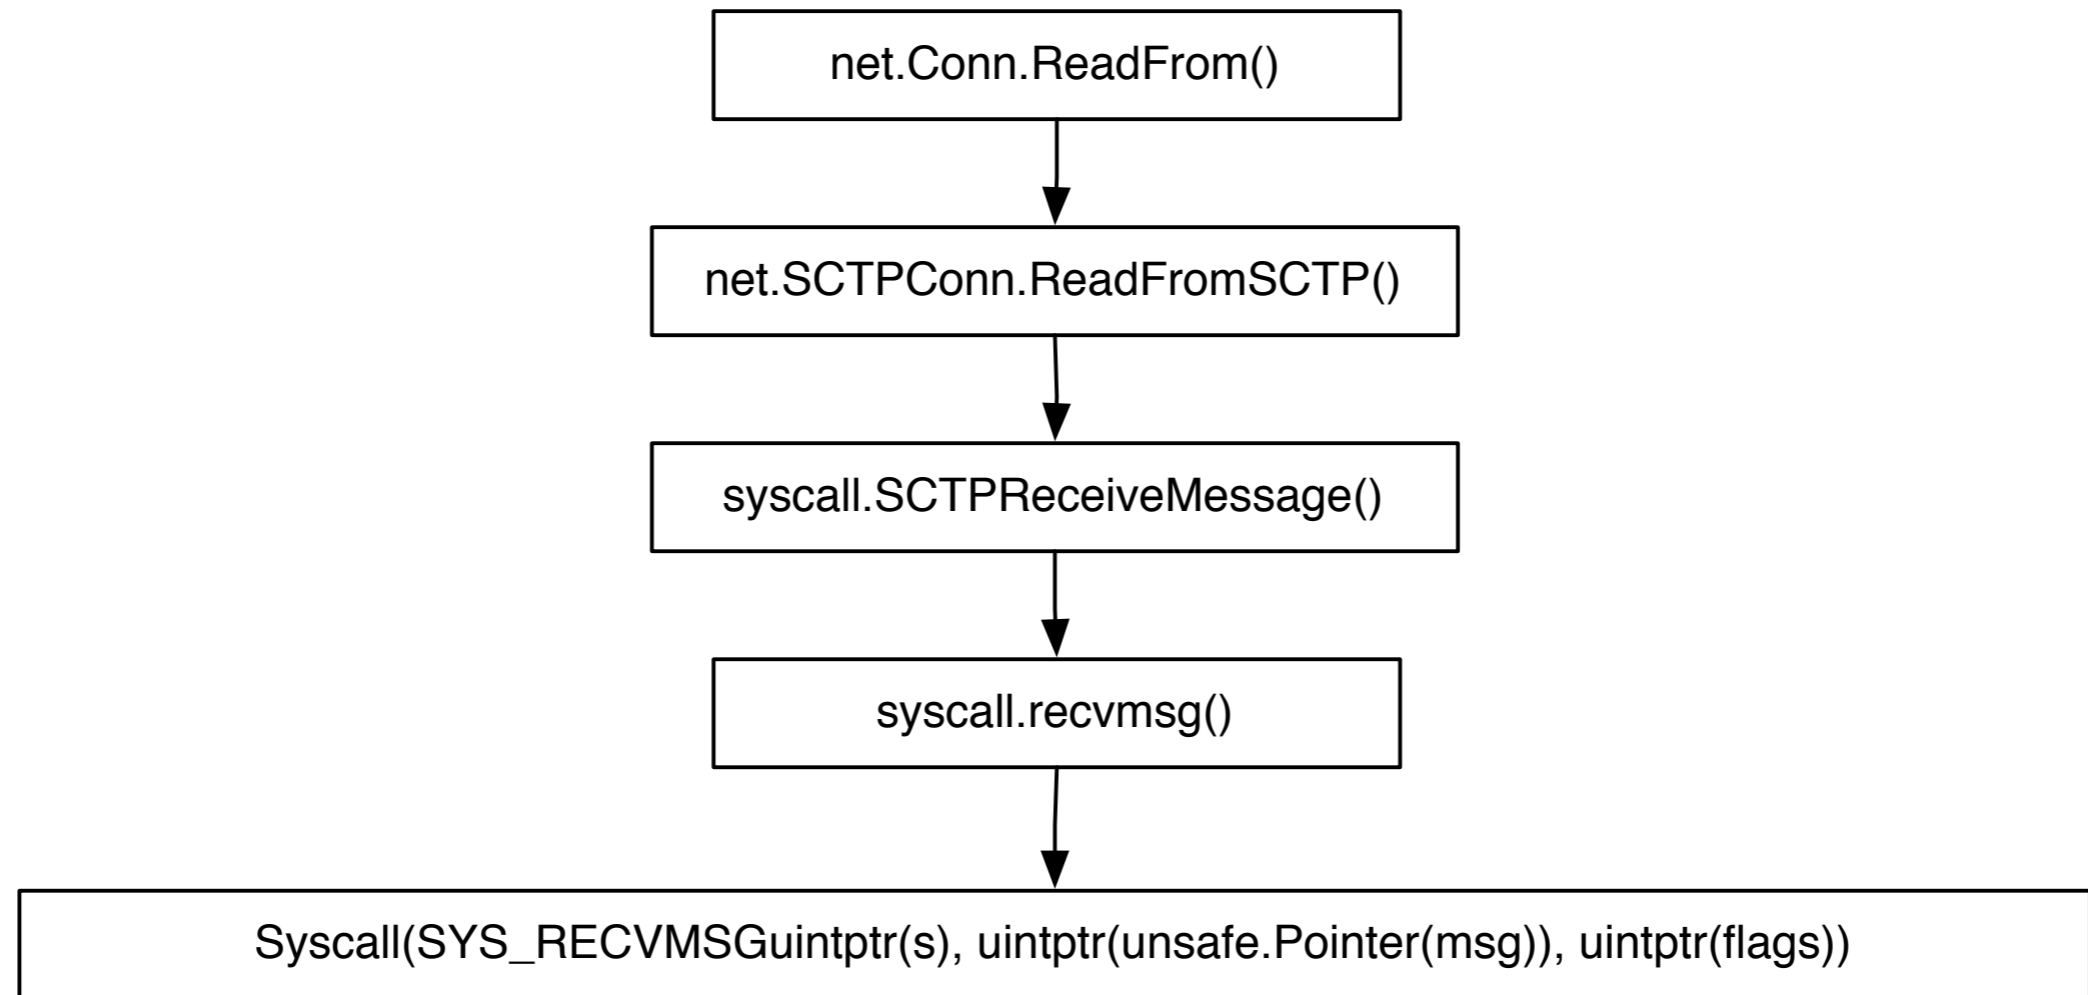 net.Conn.ReadFrom()
net.SCTPConn.ReadFromSCTP()
syscall.SCTPReceiveMessage()
syscall.recvmsg()
Syscall(SYS_RECVMSGuintptr(s), uintptr(unsafe.Pointer(msg)), uintptr(flags))